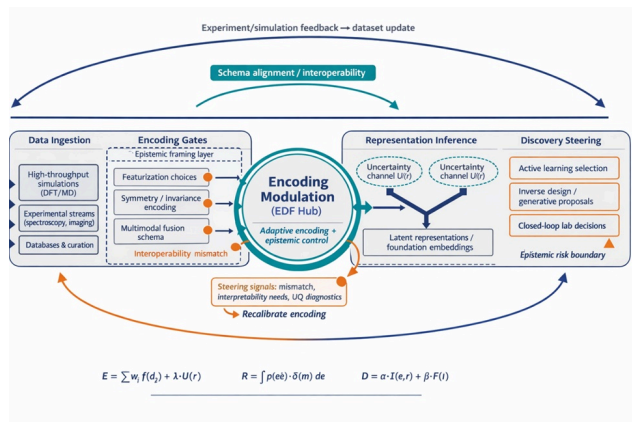 Experiment/simulation feedback → dataset update
Schema alignment / interoperability
Data Ingestion
High-throughput
simulations
(DFT/MD)
Experimental streams
(spectroscopy, imaging)
Databases & curation
Encoding Gates
Epistemic framing layer
Featurization choices
Symmetry / Invariance
encoding
Multimodal fusion
schema
Interoperability mismatch
Encoding
Modulation
(EDF Hub)
Adaptive encoding +
epistemic control
Steering signals: mismatch,
interpretability needs, UQ diagnostics
Recalibrate encoding
Representation Inference
Uncertainty
channel U(r)
Uncertainty
channel U(r)
Latent representations /
foundation embeddings
Discovery Steering
Active learning selection
Inverse design /
generative proposals
Closed-loop lab decisions
Epistemic risk boundary
E = ∑ wᵢ f(d₂) + λ·U(r)
R = ∫ p(eė)·δ(m) de
D = α·I(e,r) + β·F(ı)